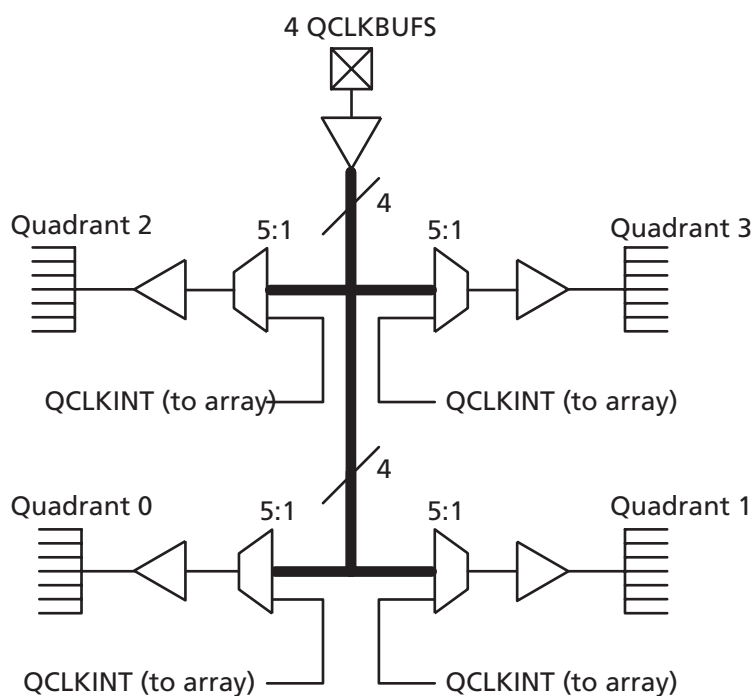 4 QCLKBUFS
4
Quadrant 2
5:1
5:1
Quadrant 3
QCLKINT (to array)
QCLKINT (to array)
4
Quadrant 0
5:1
5:1
Quadrant 1
QCLKINT (to array)
QCLKINT (to array)